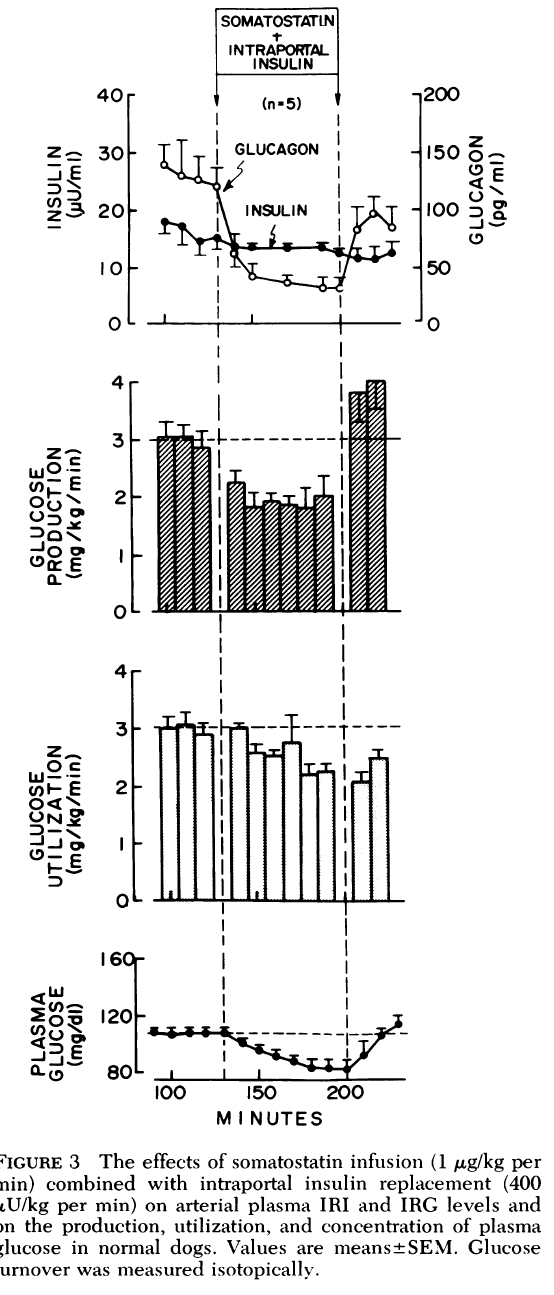 SOMATOSTATIN
+
INTRAPORTAL
INSULIN
(n=5)
40
30
20
10
0
INSULIN
(µU/ml)
GLUCAGON
INSULIN
200
150
100
50
0
GLUCAGON
(pg/ml)
4
3
2
1
0
GLUCOSE
PRODUCTION
(mg/kg/min)
4
3
2
1
0
GLUCOSE
UTILIZATION
(mg/kg/min)
160
120
80
PLASMA
GLUCOSE
(mg/dl)
100 150 200
MINUTES
FIGURE 3 The effects of somatostatin infusion (1 µg/kg per
min) combined with intraportal insulin replacement (400
µU/kg per min) on arterial plasma IRI and IRG levels and
on the production, utilization, and concentration of plasma
glucose in normal dogs. Values are means±SEM. Glucose
turnover was measured isotopically.